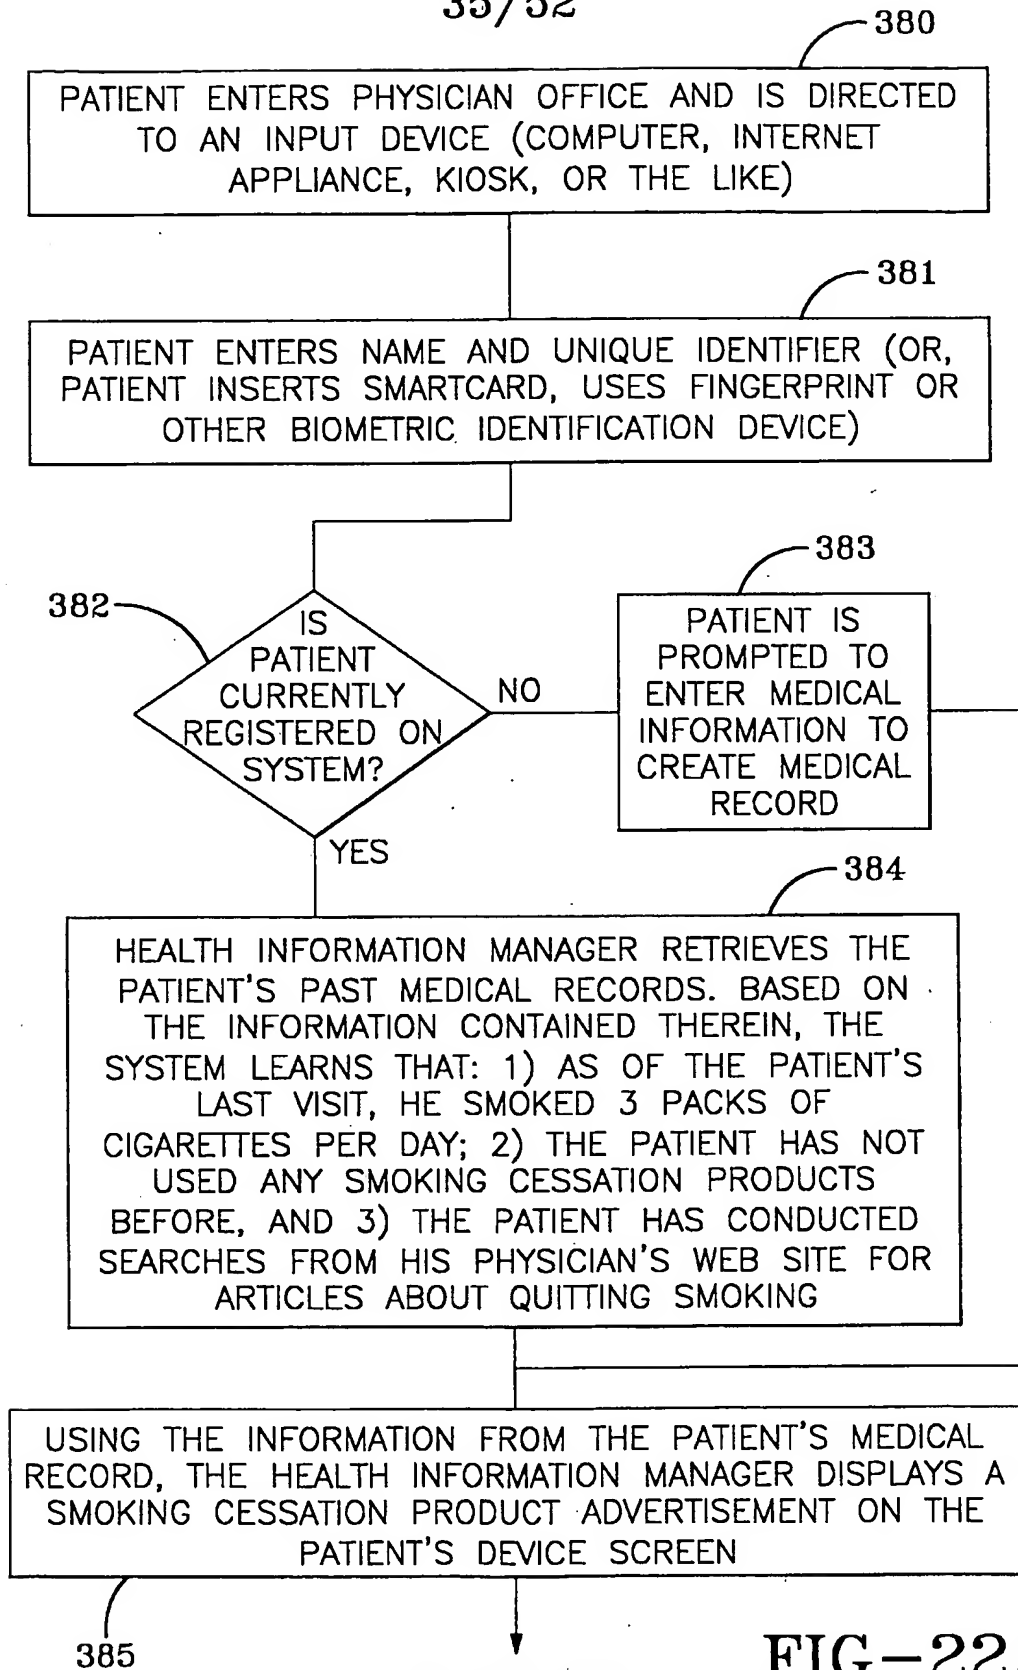 35/52
380
PATIENT ENTERS PHYSICIAN OFFICE AND IS DIRECTED
TO AN INPUT DEVICE (COMPUTER, INTERNET
APPLIANCE, KIOSK, OR THE LIKE)
381
PATIENT ENTERS NAME AND UNIQUE IDENTIFIER (OR,
PATIENT INSERTS SMARTCARD, USES FINGERPRINT OR
OTHER BIOMETRIC IDENTIFICATION DEVICE)
382
IS
PATIENT
CURRENTLY
REGISTERED ON
SYSTEM?
NO
383
PATIENT IS
PROMPTED TO
ENTER MEDICAL
INFORMATION TO
CREATE MEDICAL
RECORD
YES
384
HEALTH INFORMATION MANAGER RETRIEVES THE
PATIENT'S PAST MEDICAL RECORDS. BASED ON
THE INFORMATION CONTAINED THEREIN, THE
SYSTEM LEARNS THAT: 1) AS OF THE PATIENT'S
LAST VISIT, HE SMOKED 3 PACKS OF
CIGARETTES PER DAY; 2) THE PATIENT HAS NOT
USED ANY SMOKING CESSATION PRODUCTS
BEFORE, AND 3) THE PATIENT HAS CONDUCTED
SEARCHES FROM HIS PHYSICIAN'S WEB SITE FOR
ARTICLES ABOUT QUITTING SMOKING
USING THE INFORMATION FROM THE PATIENT'S MEDICAL
RECORD, THE HEALTH INFORMATION MANAGER DISPLAYS A
SMOKING CESSATION PRODUCT ADVERTISEMENT ON THE
PATIENT'S DEVICE SCREEN
385
FIG-22